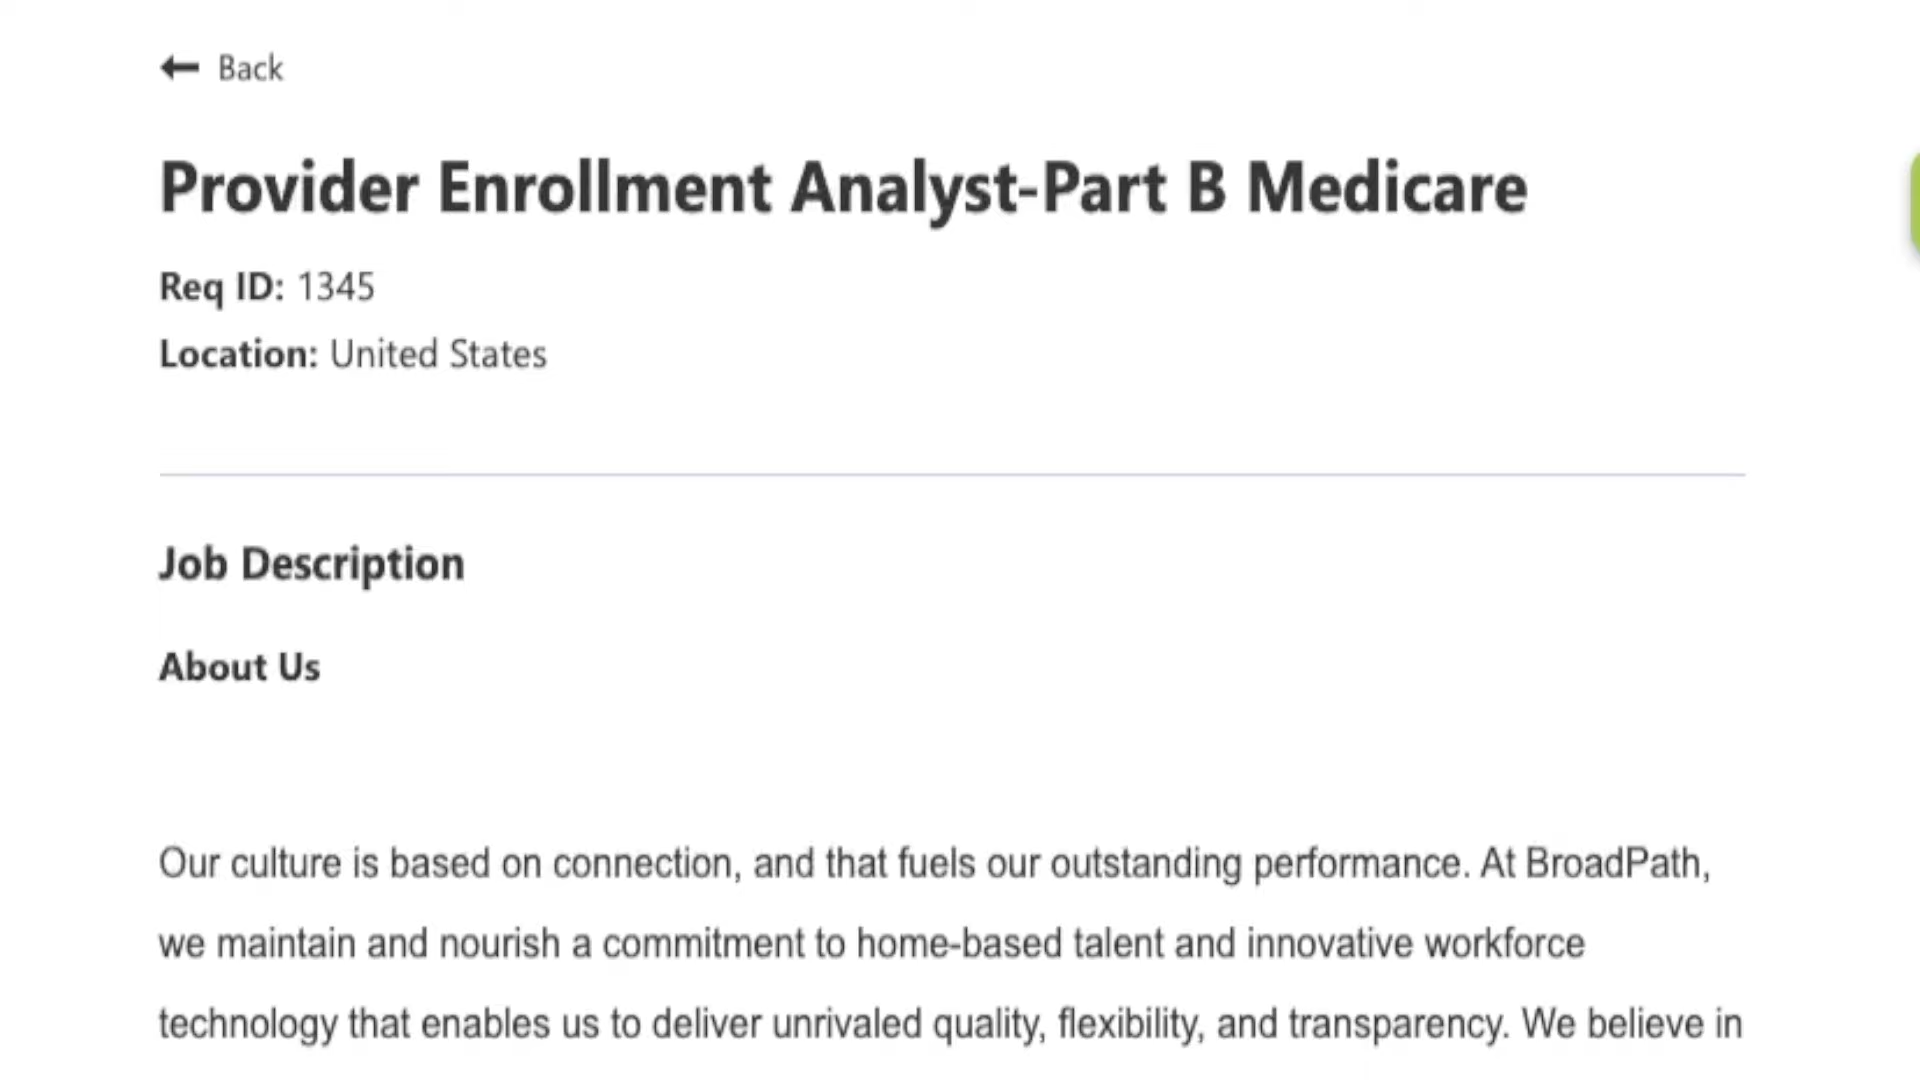 Back
Provider Enrollment Analyst-Part B Medicare
Req ID: 1345
Location: United States
Job Description
About Us
Our culture is based on connection, and that fuels our outstanding performance. At BroadPath,
we maintain and nourish a commitment to home-based talent and innovative workforce
technology that enables us to deliver unrivaled quality, flexibility, and transparency. We believe in